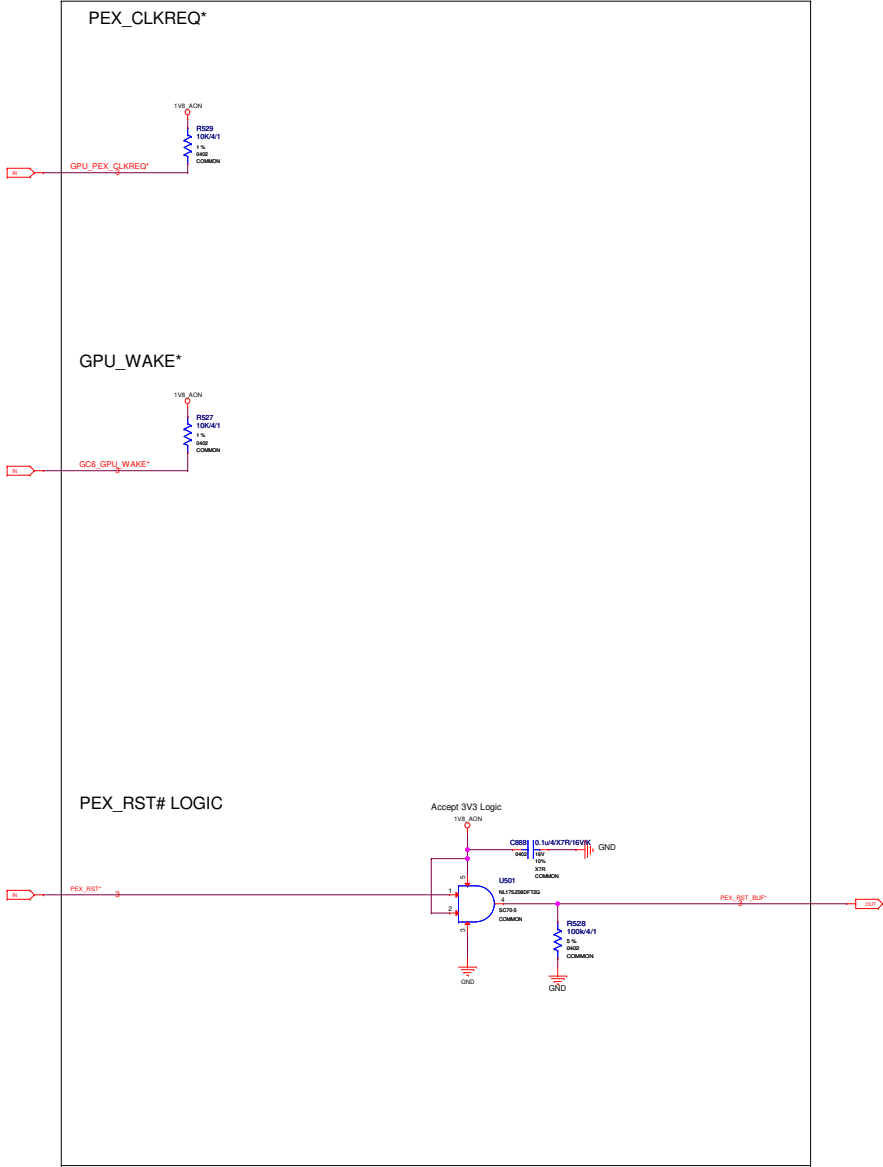 PEX_CLKREQ*
1V8_AON
R529
10K/4/1
1 %
0402
COMMON
IN
GPU_PEX_CLKREQ*
3
GPU_WAKE*
1V8_AON
R527
10K/4/1
1 %
0402
COMMON
IN
GC6_GPU_WAKE*
3
PEX_RST# LOGIC
Accept 3V3 Logic
1V8_AON
C888 0.1u/4/X7R/16V/K
0402 16V
10%
X7R
COMMON
GND
5
U501
NL17SZ08DFT2G
SC70-5
COMMON
IN
PEX_RST*
3
1
2
4
3
PEX_RST_BUF*
3
OUT
R528
100k/4/1
5 %
0402
COMMON
GND
GND